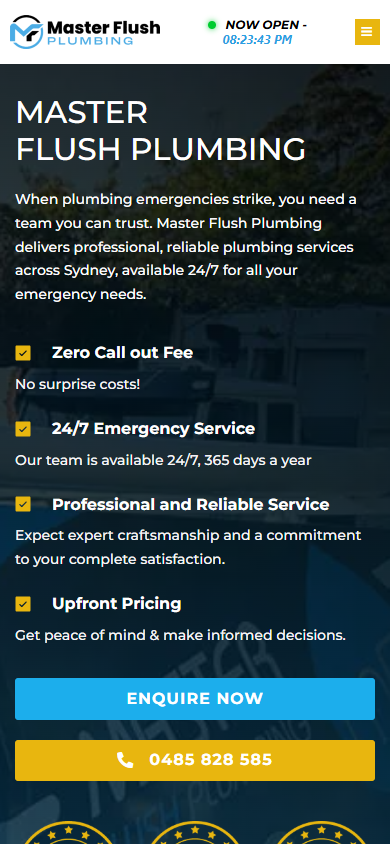 Master Flush
PLUMBING
NOW OPEN -
08:23:43 PM
MASTER
FLUSH PLUMBING
When plumbing emergencies strike, you need a
team you can trust. Master Flush Plumbing
delivers professional, reliable plumbing services
across Sydney, available 24/7 for all your
emergency needs.
Zero Call out Fee
No surprise costs!
24/7 Emergency Service
Our team is available 24/7, 365 days a year
Professional and Reliable Service
Expect expert craftsmanship and a commitment
to your complete satisfaction.
Upfront Pricing
Get peace of mind & make informed decisions.
ENQUIRE NOW
0485 828 585
MASTER
FLUSH PLUMBING